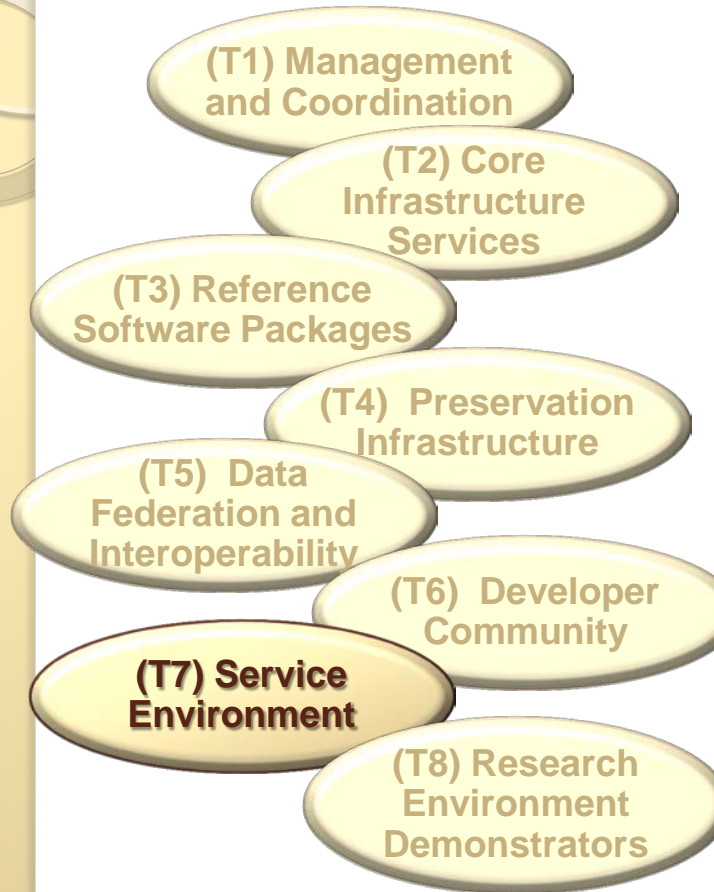 (T1) Management
and Coordination
(T2) Core
Infrastructure
Services
(T3) Reference
Software Packages
(T4)  Preservation
Infrastructure
(T5)  Data
Federation and
Interoperability
(T6)  Developer
Community
(T7) Service
Environment
(T8) Research
Environment
Demonstrators